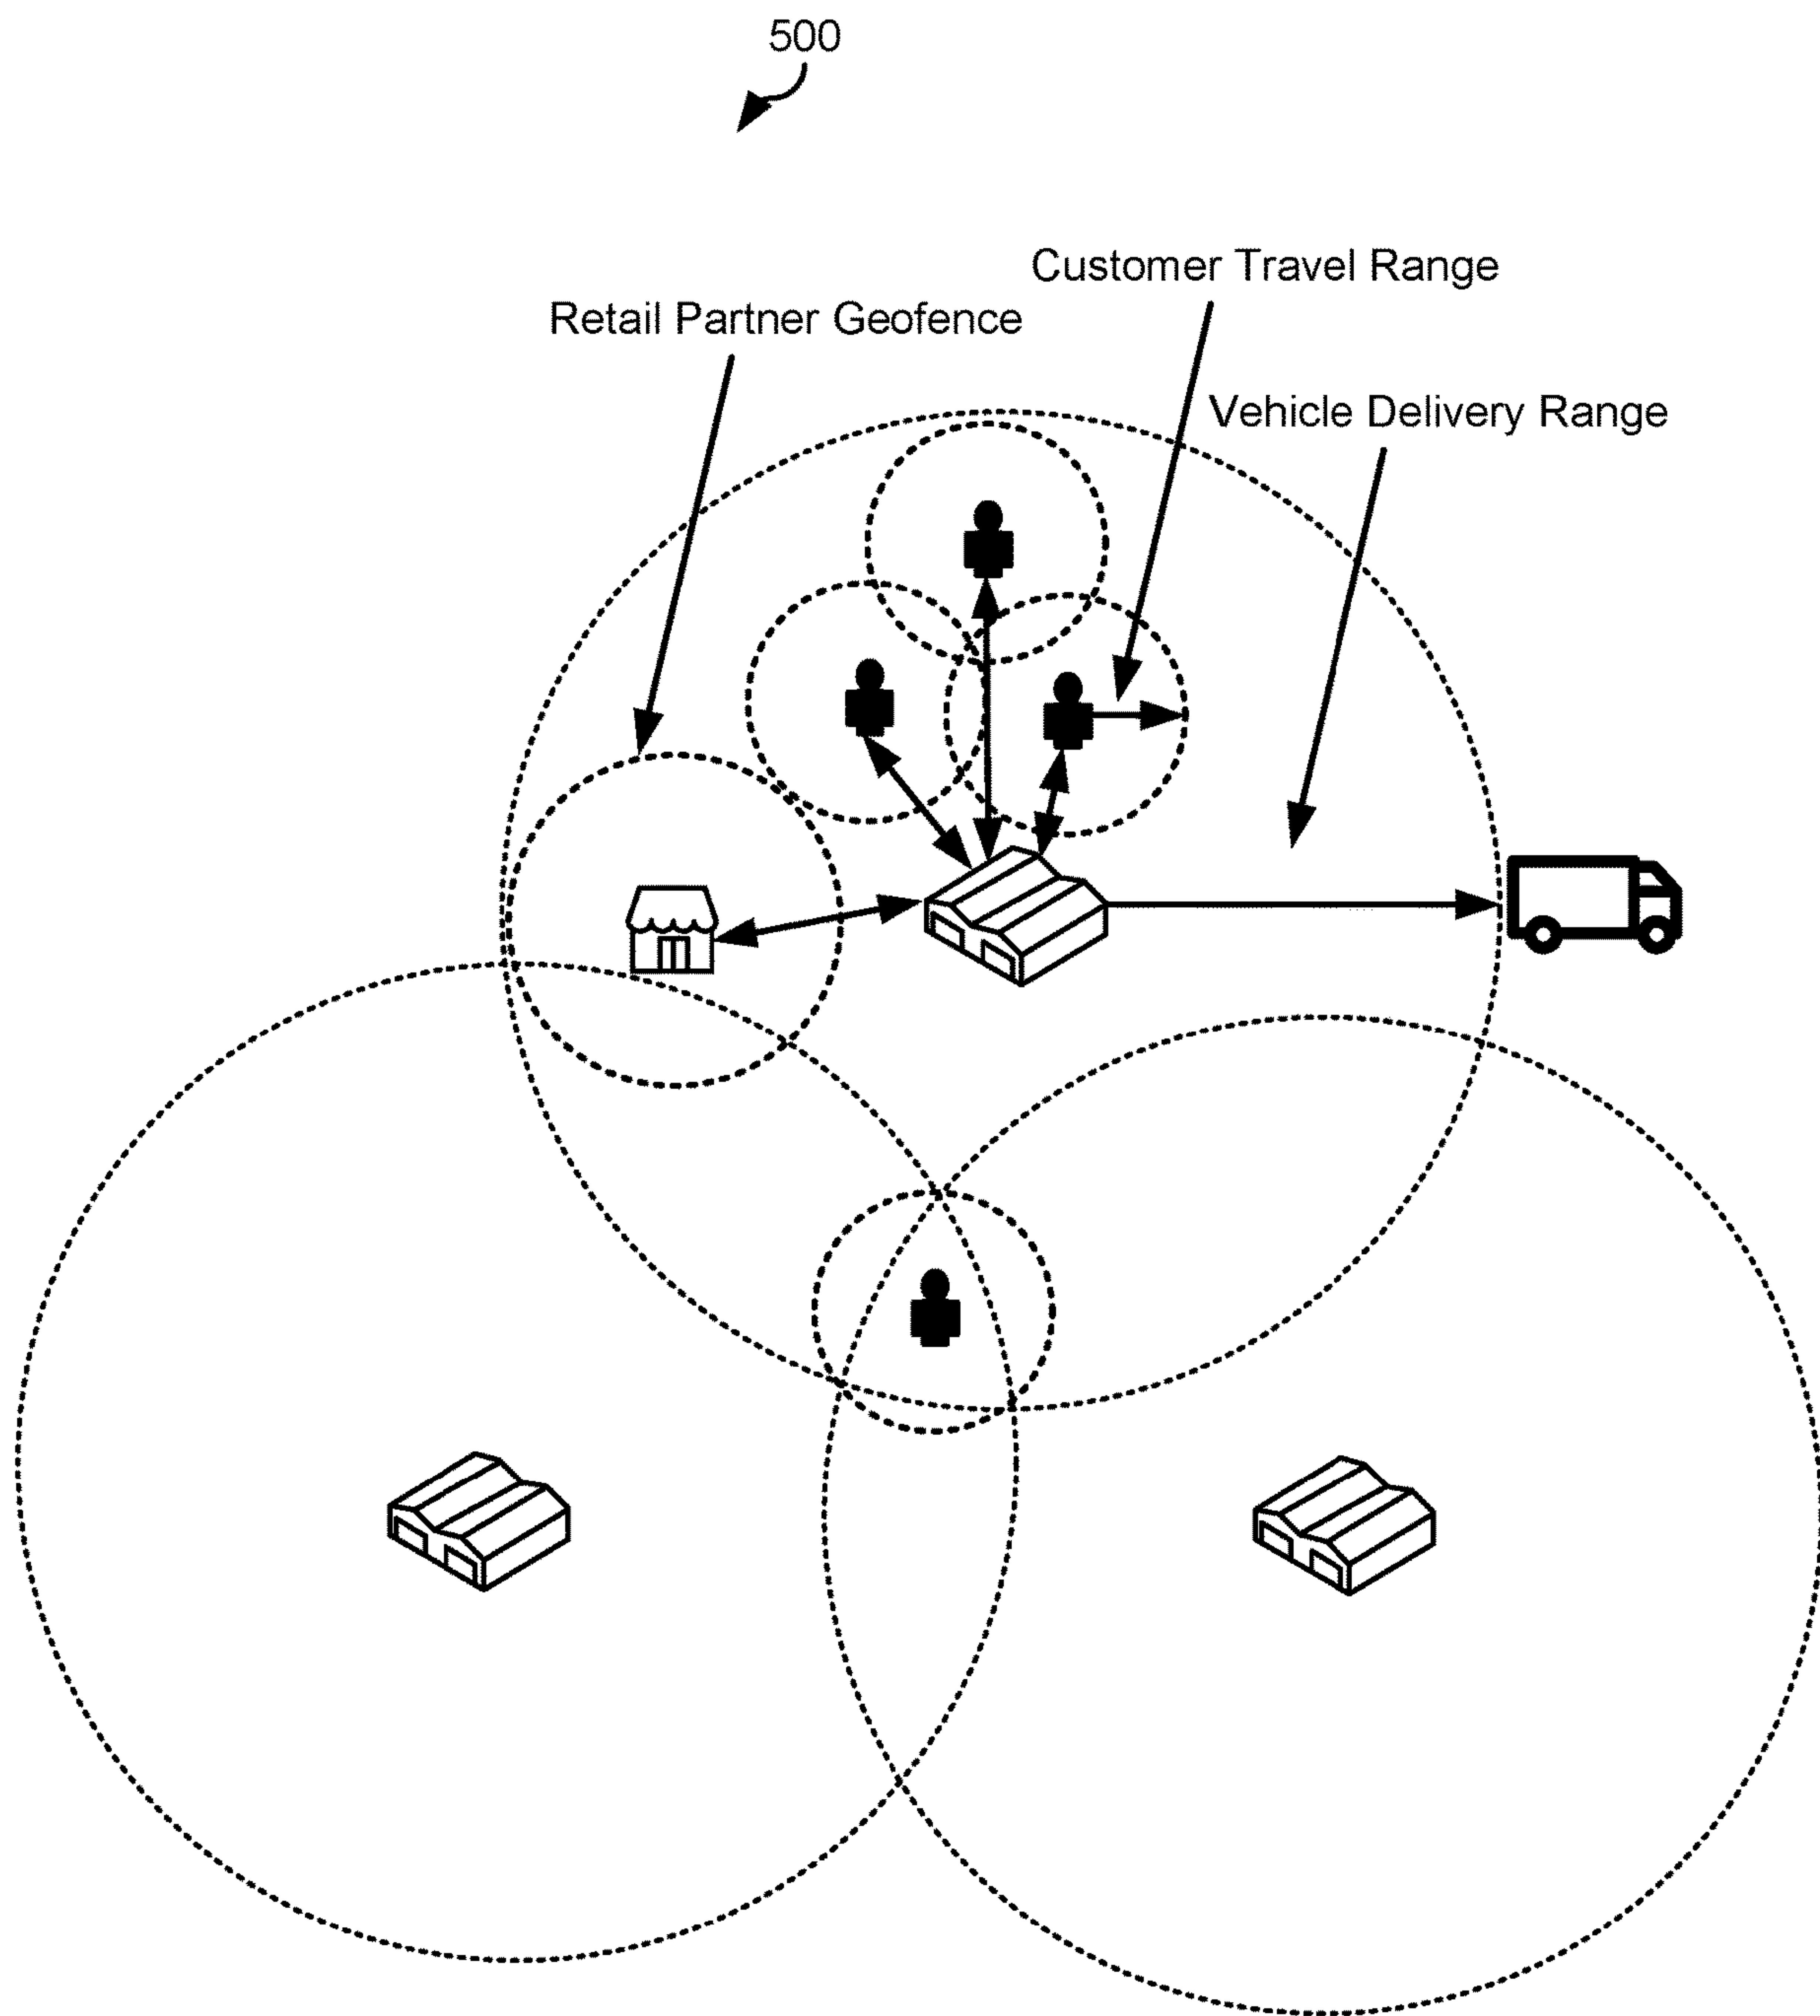 500
Customer Travel Range
Retail Partner Geofence
Vehicle Delivery Range